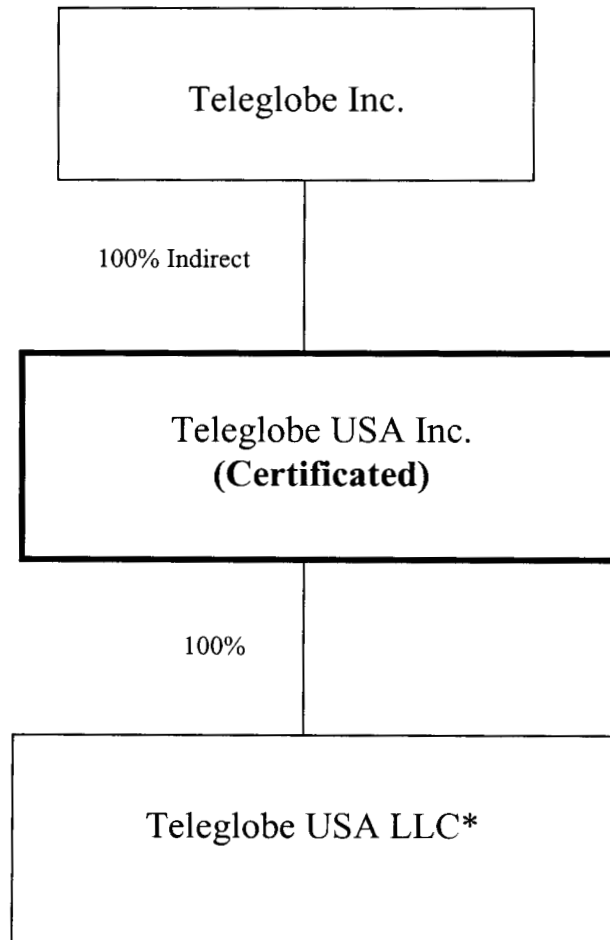 Teleglobe Inc.
100% Indirect
Teleglobe USA Inc.
(Certificated)
100%
Teleglobe USA LLC*